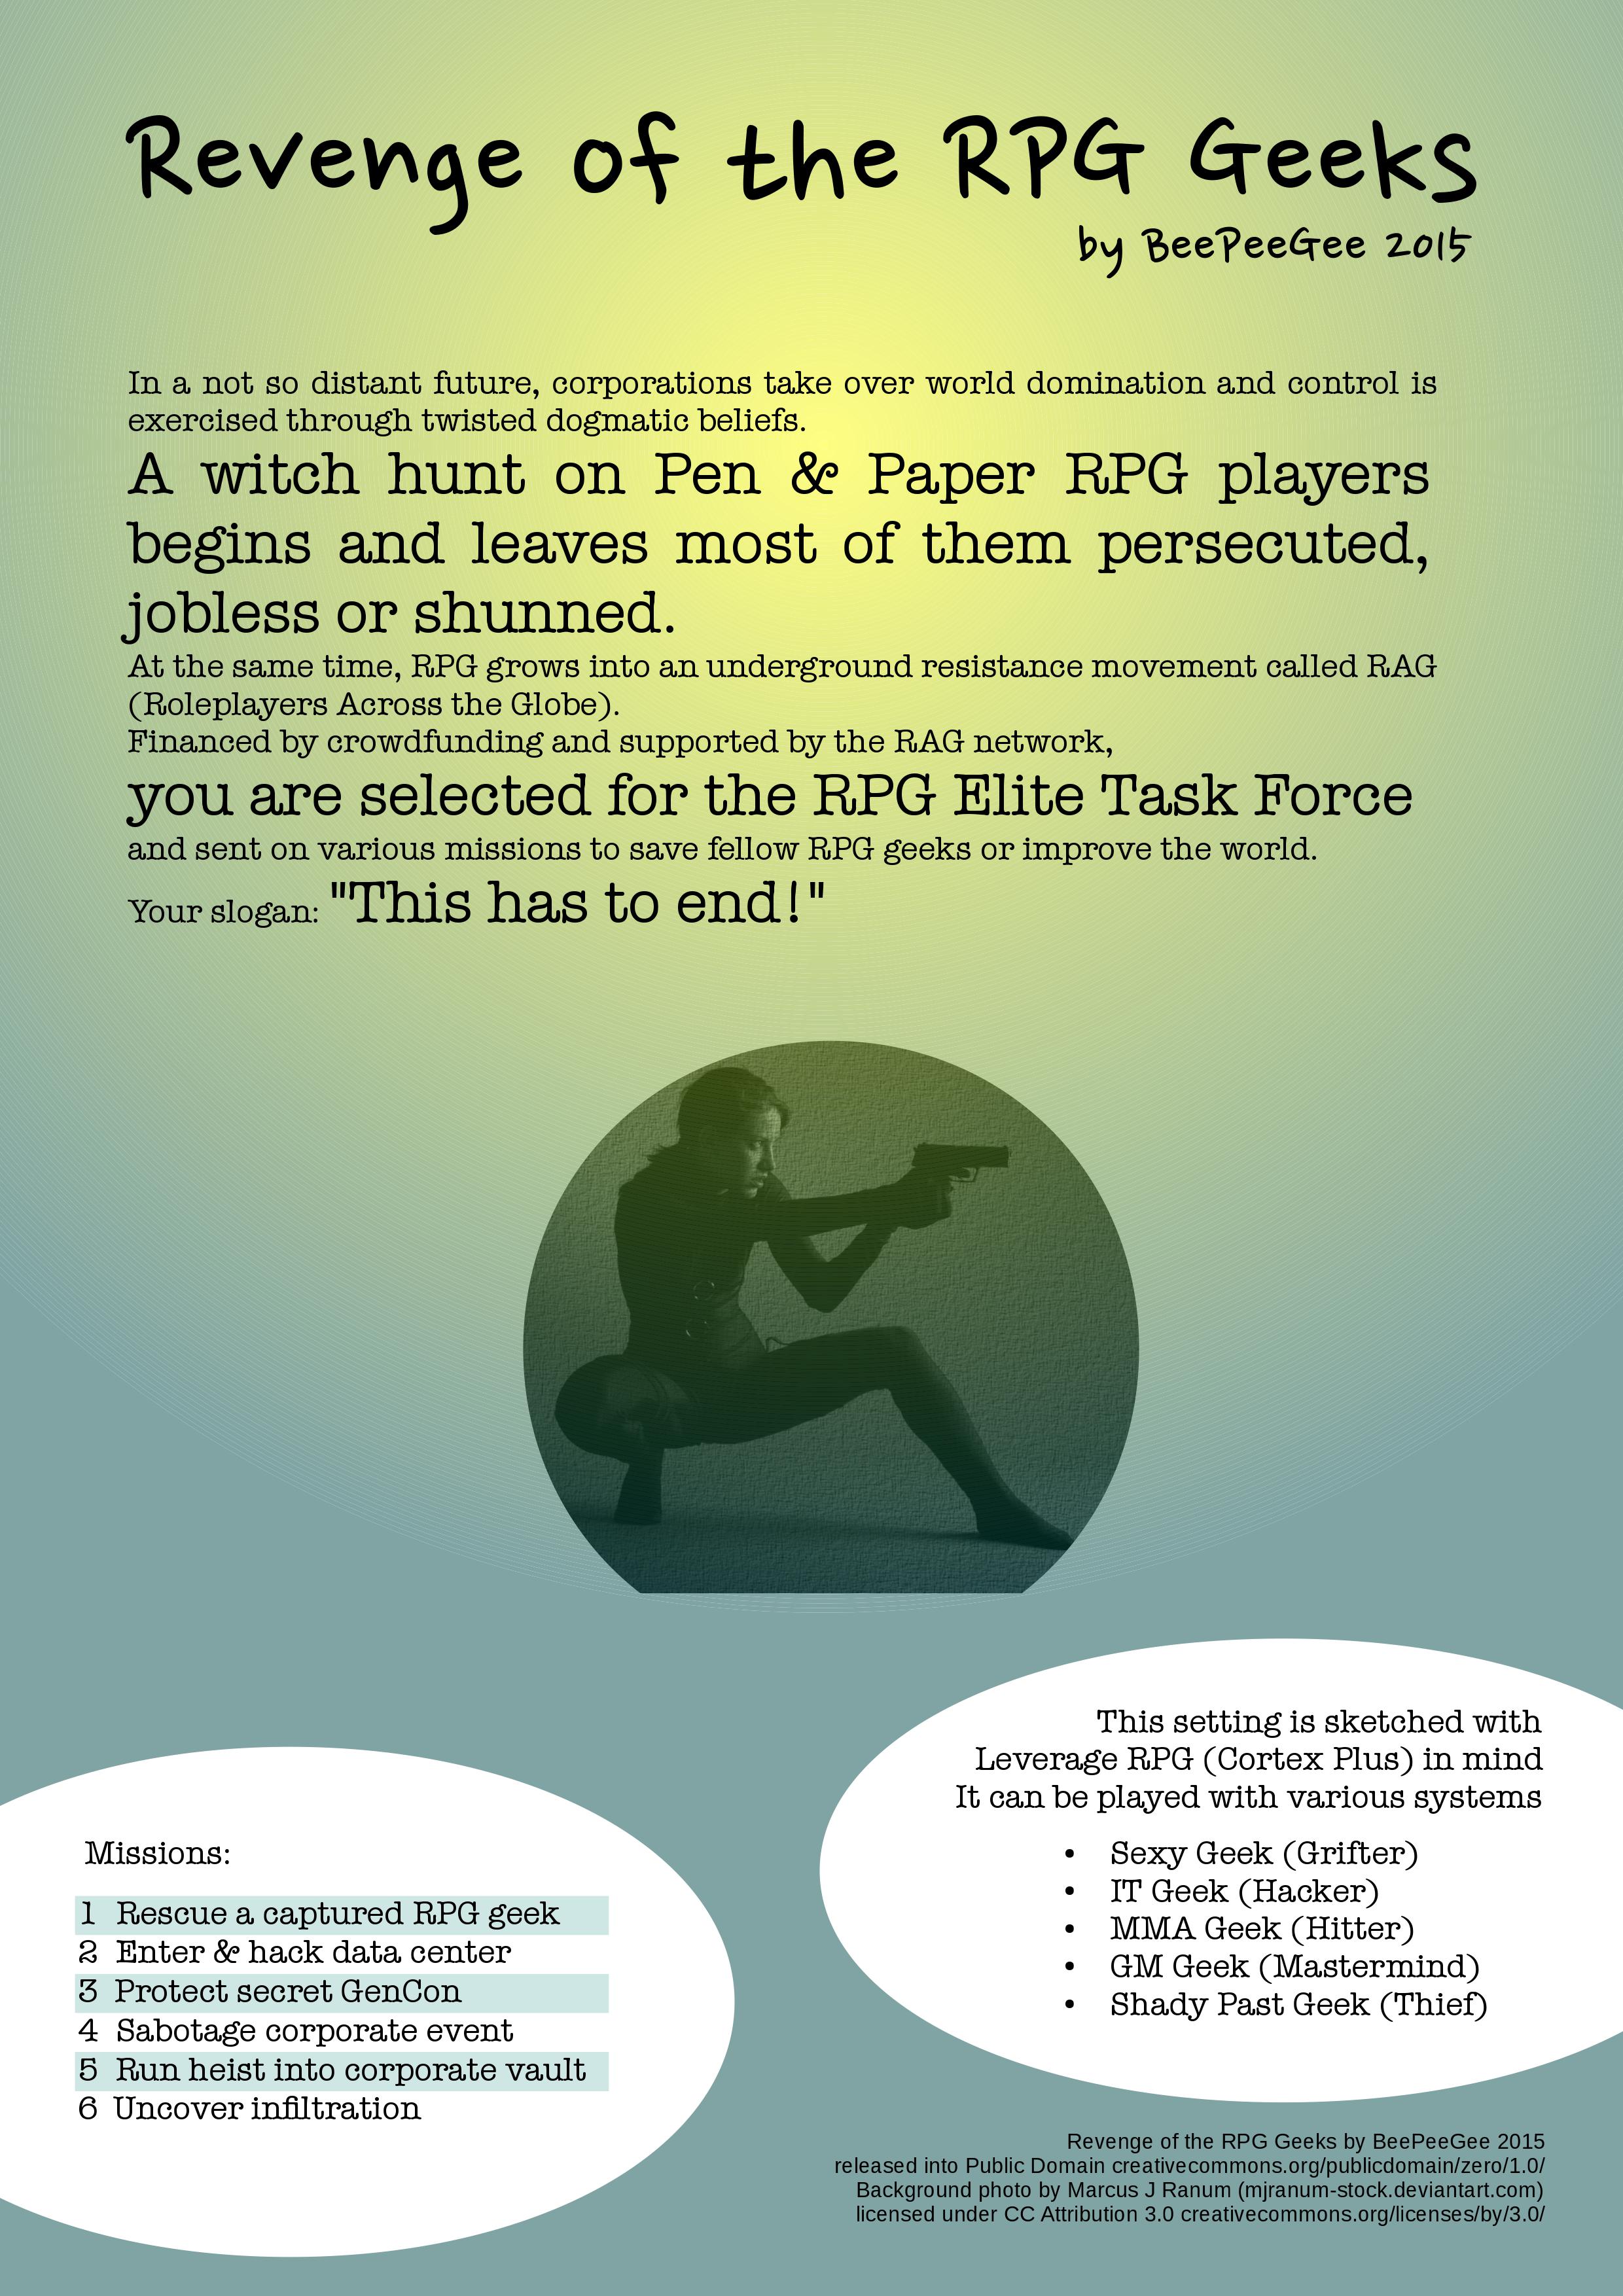 Revenge of the RPG Geeks
by BeePeeGee 2015
In a not so distant future, corporations take over world domination and control is
exercised through twisted dogmatic beliefs.
A witch hunt on Pen & Paper RPG players
begins and leaves most of them persecuted,
jobless or shunned.
At the same time, RPG grows into an underground resistance movement called RAG
(Roleplayers Across the Globe).
Financed by crowdfunding and supported by the RAG network,
you are selected for the RPG Elite Task Force
and sent on various missions to save fellow RPG geeks or improve the world.
Your slogan: "This has to end!"
This setting is sketched with
Leverage RPG (Cortex Plus) in mind
It can be played with various systems
• Sexy Geek (Grifter)
• IT Geek (Hacker)
• MMA Geek (Hitter)
• GM Geek (Mastermind)
• Shady Past Geek (Thief)
Missions:
1 Rescue a captured RPG geek
2 Enter & hack data center
3 Protect secret GenCon
4 Sabotage corporate event
5 Run heist into corporate vault
6 Uncover infiltration
Revenge of the RPG Geeks by BeePeeGee 2015
released into Public Domain creativecommons.org/publicdomain/zero/1.0/
Background photo by Marcus J Ranum (mjranum-stock.deviantart.com)
licensed under CC Attribution 3.0 creativecommons.org/licenses/by/3.0/